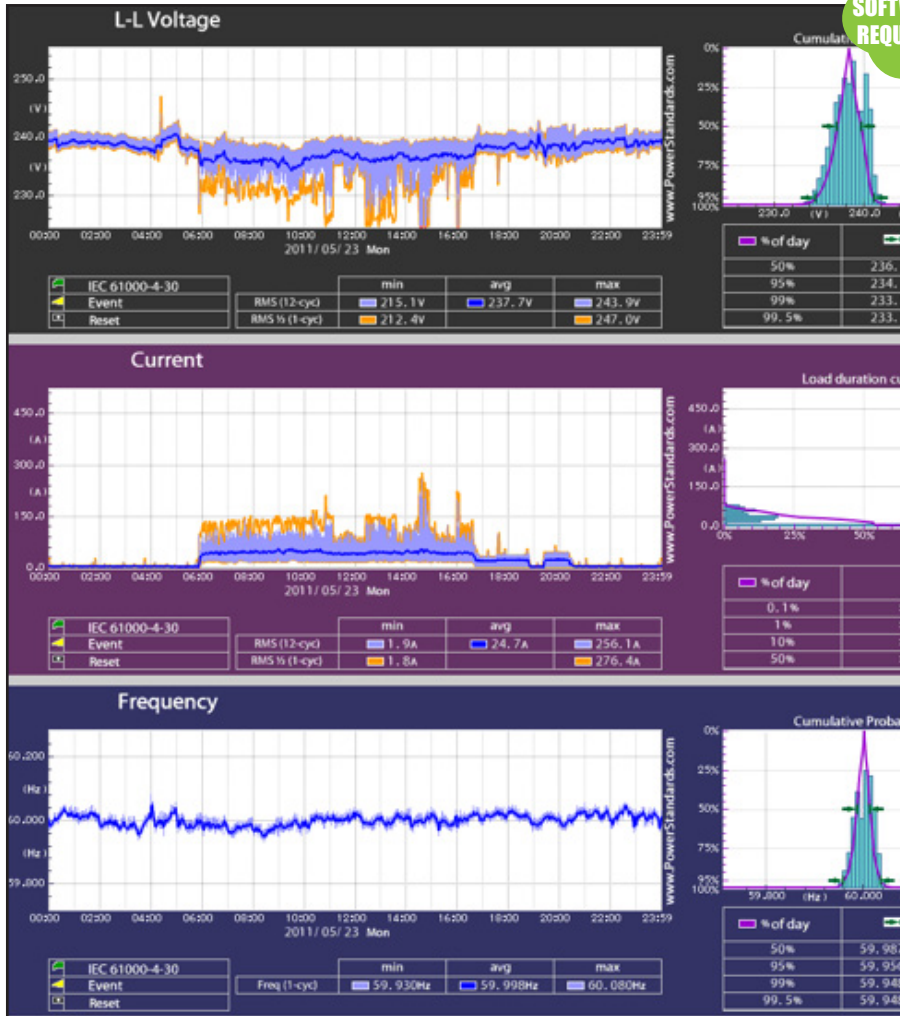 SOFTW
REQU
L-L Voltage
Cumulati
250.0
(V)
240.0
(V)
230.0
00:00 02:00 04:00 06:00 08:00 10:00 12:00 14:00 16:00 18:00 20:00 22:00 23:59
2011/05/23 Mon
www.PowerStandards.com
0%
25%
50%
75%
95%
100%
230.0 (V) 240.0
IEC 61000-4-30
Event
Reset
min avg max
RMS (12-cyc) 215.1V 237.7V 243.9V
RMS ½ (1-cyc) 212.4V 247.0V
% of day
50% 236.
95% 234.
99% 233.
99.5% 233.
Current
Load duration cu
450.0
(A)
300.0
(A)
150.0
0.0
00:00 02:00 04:00 06:00 08:00 10:00 12:00 14:00 16:00 18:00 20:00 22:00 23:59
2011/05/23 Mon
www.PowerStandards.com
450.0
(A)
300.0
(A)
150.0
0.0
0% 25% 50%
IEC 61000-4-30
Event
Reset
min avg max
RMS (12-cyc) 1.9A 24.7A 256.1A
RMS ½ (1-cyc) 1.8A 276.4A
% of day
0.1%
1%
10%
50%
Frequency
Cumulative Proba
60.200
(Hz)
60.000
(Hz)
59.800
00:00 02:00 04:00 06:00 08:00 10:00 12:00 14:00 16:00 18:00 20:00 22:00 23:59
2011/05/23 Mon
www.PowerStandards.com
0%
25%
50%
75%
95%
100%
59.800 (Hz) 60.000
IEC 61000-4-30
Event
Reset
min avg max
Freq (1-cyc) 59.930Hz 59.998Hz 60.080Hz
% of day
50% 59.987
95% 59.956
99% 59.948
99.5% 59.948